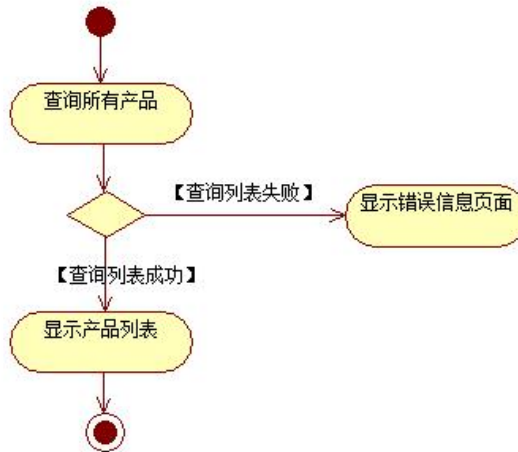 查询所有产品
【查询列表失败】
显示错误信息页面
【查询列表成功】
显示产品列表